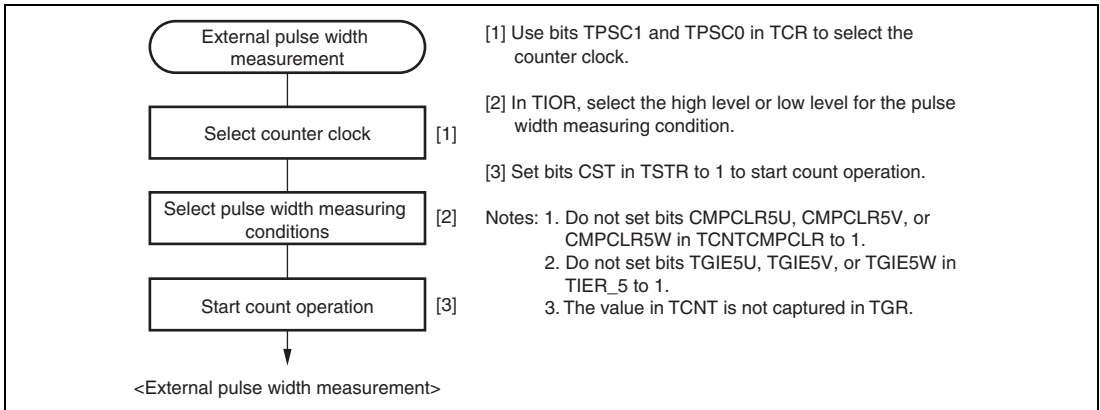 External pulse width
measurement
Select counter clock
[1]
Select pulse width measuring
conditions
[2]
Start count operation
[3]
<External pulse width measurement>
[1] Use bits TPSC1 and TPSC0 in TCR to select the
counter clock.
[2] In TIOR, select the high level or low level for the pulse
width measuring condition.
[3] Set bits CST in TSTR to 1 to start count operation.
Notes: 1. Do not set bits CMPCLR5U, CMPCLR5V, or
CMPCLR5W in TCNTCMPCLR to 1.
2. Do not set bits TGIE5U, TGIE5V, or TGIE5W in
TIER_5 to 1.
3. The value in TCNT is not captured in TGR.